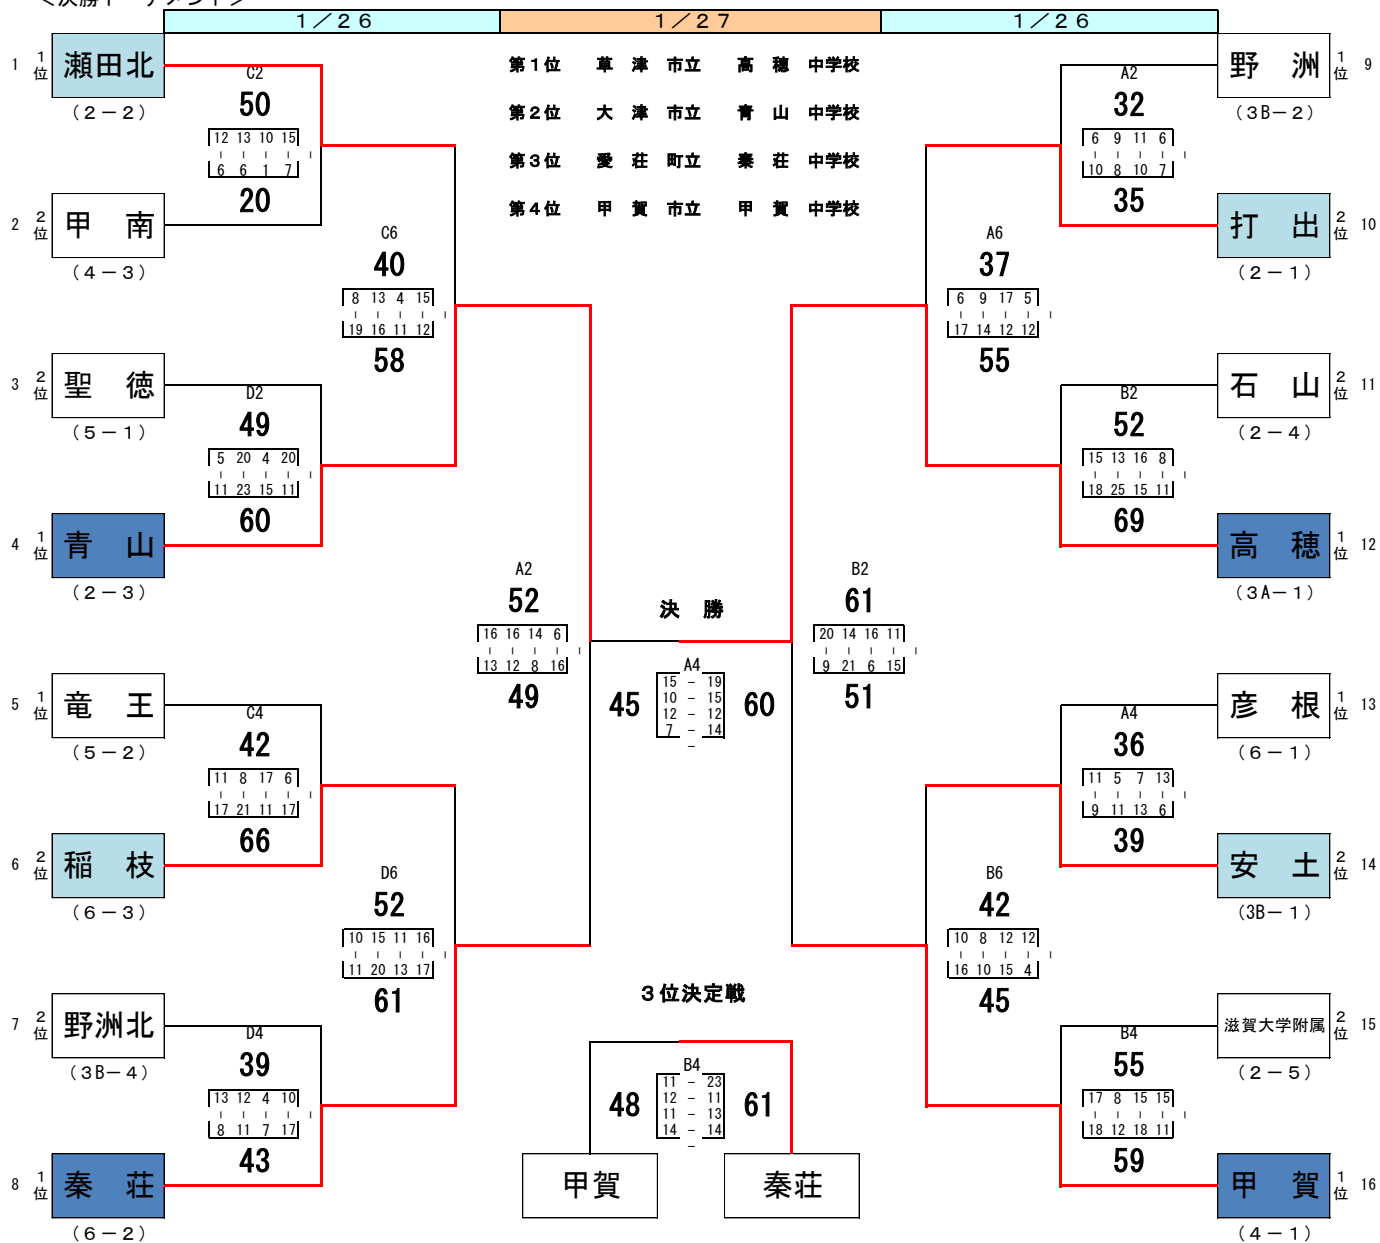 ＜決勝トーナメント＞
１／２６ １／２７ １／２６
第１位 草津市立 高穂 中学校
第２位 大津市立 青山 中学校
第３位 愛荘町立 秦荘 中学校
第４位 甲賀市立 甲賀 中学校
1 1位 瀬田北
（２－２）
C2
50
12 13 10 15
- - - - -
6 6 1 7
20
2 2位 甲 南
（４－３）
C6
40
8 13 4 15
- - - - -
19 16 11 12
58
3 2位 聖 徳
（５－１）
D2
49
5 20 4 20
- - - - -
11 23 15 11
60
4 1位 青 山
（２－３）
A2
52
16 16 14 6
- - - - -
13 12 8 16
49
5 1位 竜 王
（５－２）
C4
42
11 8 17 6
- - - - -
17 21 11 17
66
6 2位 稲 枝
（６－３）
D6
52
10 15 11 16
- - - - -
11 20 13 17
61
7 2位 野洲北
（３B－４）
D4
39
13 12 4 10
- - - - -
8 11 7 17
43
8 1位 秦 荘
（６－２）
決 勝
A4
45 60
15 - 19
10 - 15
12 - 12
7 - 14
-
３位決定戦
B4
48 61
11 - 23
12 - 11
11 - 13
14 - 14
-
甲賀 秦荘
野 洲 1位 9
（３B－２）
A2
32
6 9 11 6
- - - - -
10 8 10 7
35
打 出 2位 10
（２－１）
A6
37
6 9 17 5
- - - - -
17 14 12 12
55
石 山 2位 11
（２－４）
B2
52
15 13 16 8
- - - - -
18 25 15 11
69
高 穂 1位 12
（３A－１）
B2
61
20 14 16 11
- - - - -
9 21 6 15
51
彦 根 1位 13
（６－１）
A4
36
11 5 7 13
- - - - -
9 11 13 6
39
安 土 2位 14
（3B－１）
B6
42
10 8 12 12
- - - - -
16 10 15 4
45
滋賀大学附属 2位 15
（２－５）
B4
55
17 8 15 15
- - - - -
18 12 18 11
59
甲 賀 1位 16
（４－１）